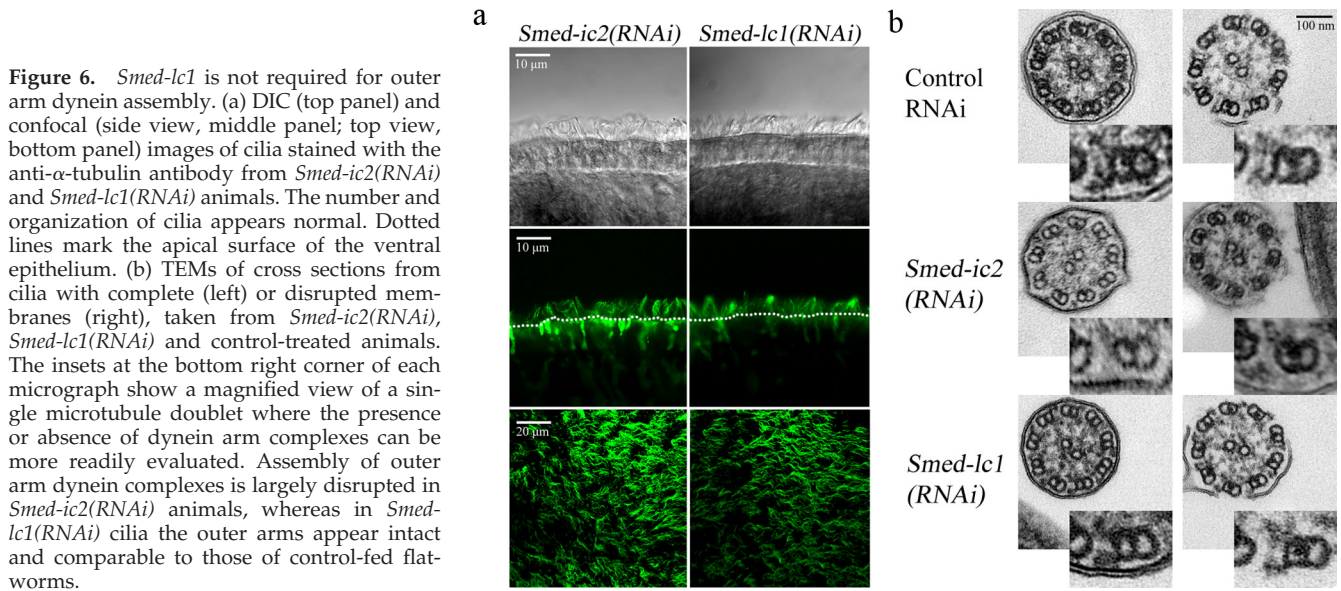 Figure 6. Smed-lc1 is not required for outer
arm dynein assembly. (a) DIC (top panel) and
confocal (side view, middle panel; top view,
bottom panel) images of cilia stained with the
anti-α-tubulin antibody from Smed-ic2(RNAi)
and Smed-lc1(RNAi) animals. The number and
organization of cilia appears normal. Dotted
lines mark the apical surface of the ventral
epithelium. (b) TEMs of cross sections from
cilia with complete (left) or disrupted mem-
branes (right), taken from Smed-ic2(RNAi),
Smed-lc1(RNAi) and control-treated animals.
The insets at the bottom right corner of each
micrograph show a magnified view of a sin-
gle microtubule doublet where the presence
or absence of dynein arm complexes can be
more readily evaluated. Assembly of outer
arm dynein complexes is largely disrupted in
Smed-ic2(RNAi) animals, whereas in Smed-
lc1(RNAi) cilia the outer arms appear intact
and comparable to those of control-fed flat-
worms.
a
Smed-ic2(RNAi) Smed-lc1(RNAi)
10 μm
10 μm
20 μm
b
100 nm
Control
RNAi
Smed-ic2
(RNAi)
Smed-lc1
(RNAi)